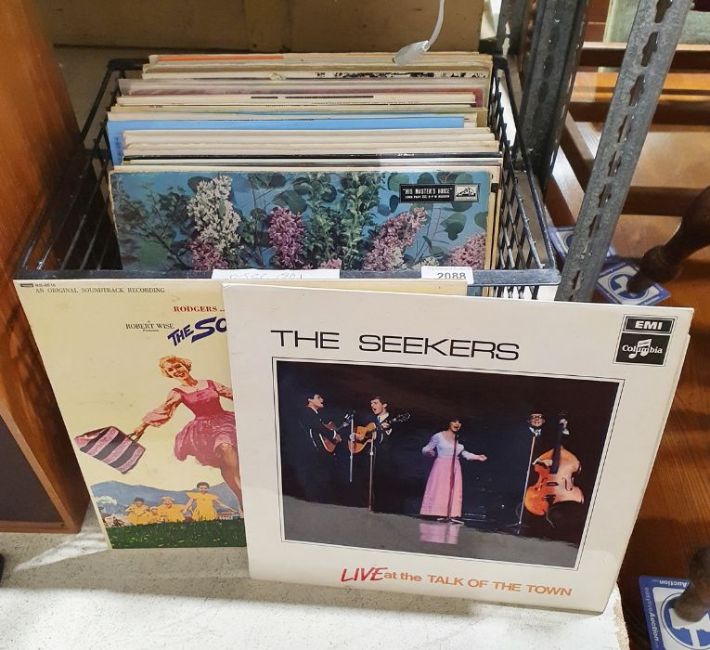 "HIS MASTER'S VOICE"
2088
AN ORIGINAL SOUNDTRACK RECORDING
RODGERS
ROBERT WISE
THE SO
THE SEEKERS
EMI
Columbia
LIVE at the TALK OF THE TOWN
Auction